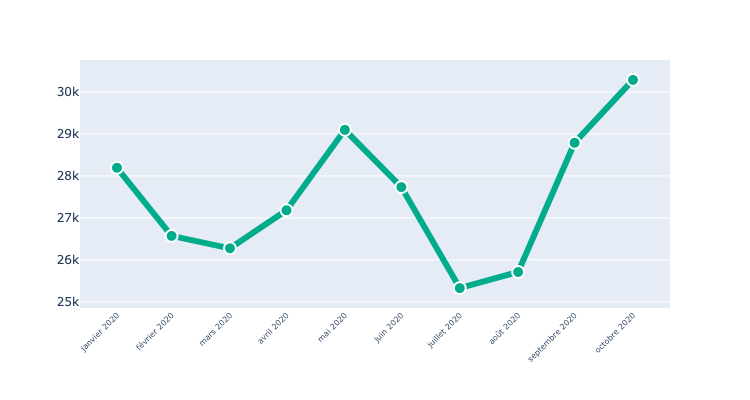 30k
29k
28k
27k
26k
25k
janvier 2020
février 2020
mars 2020
avril 2020
mai 2020
juin 2020
juillet 2020
août 2020
septembre 2020
octobre 2020